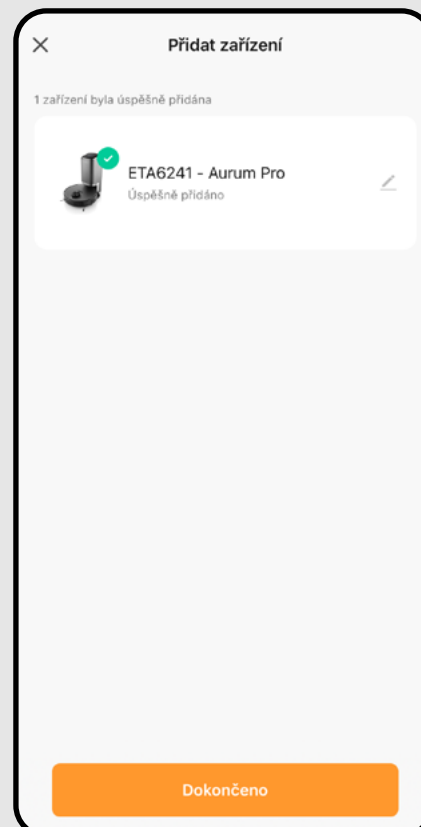 Přidat zařízení
1 zařízení byla úspěšně přidána
ETA6241 - Aurum Pro
Úspěšně přidáno
Dokončeno